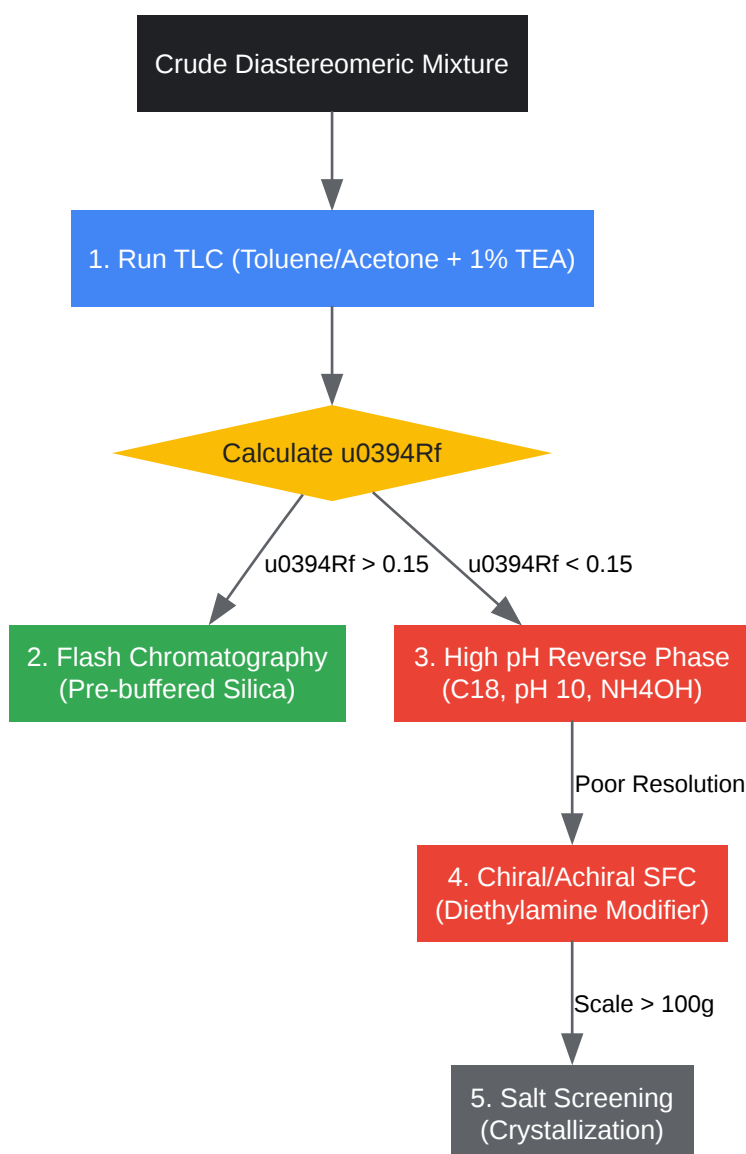 Crude Diastereomeric Mixture
1. Run TLC (Toluene/Acetone + 1% TEA)
Calculate u0394Rf
u0394Rf > 0.15
u0394Rf < 0.15
2. Flash Chromatography
(Pre-buffered Silica)
3. High pH Reverse Phase
(C18, pH 10, NH4OH)
Poor Resolution
4. Chiral/Achiral SFC
(Diethylamine Modifier)
Scale > 100g
5. Salt Screening
(Crystallization)